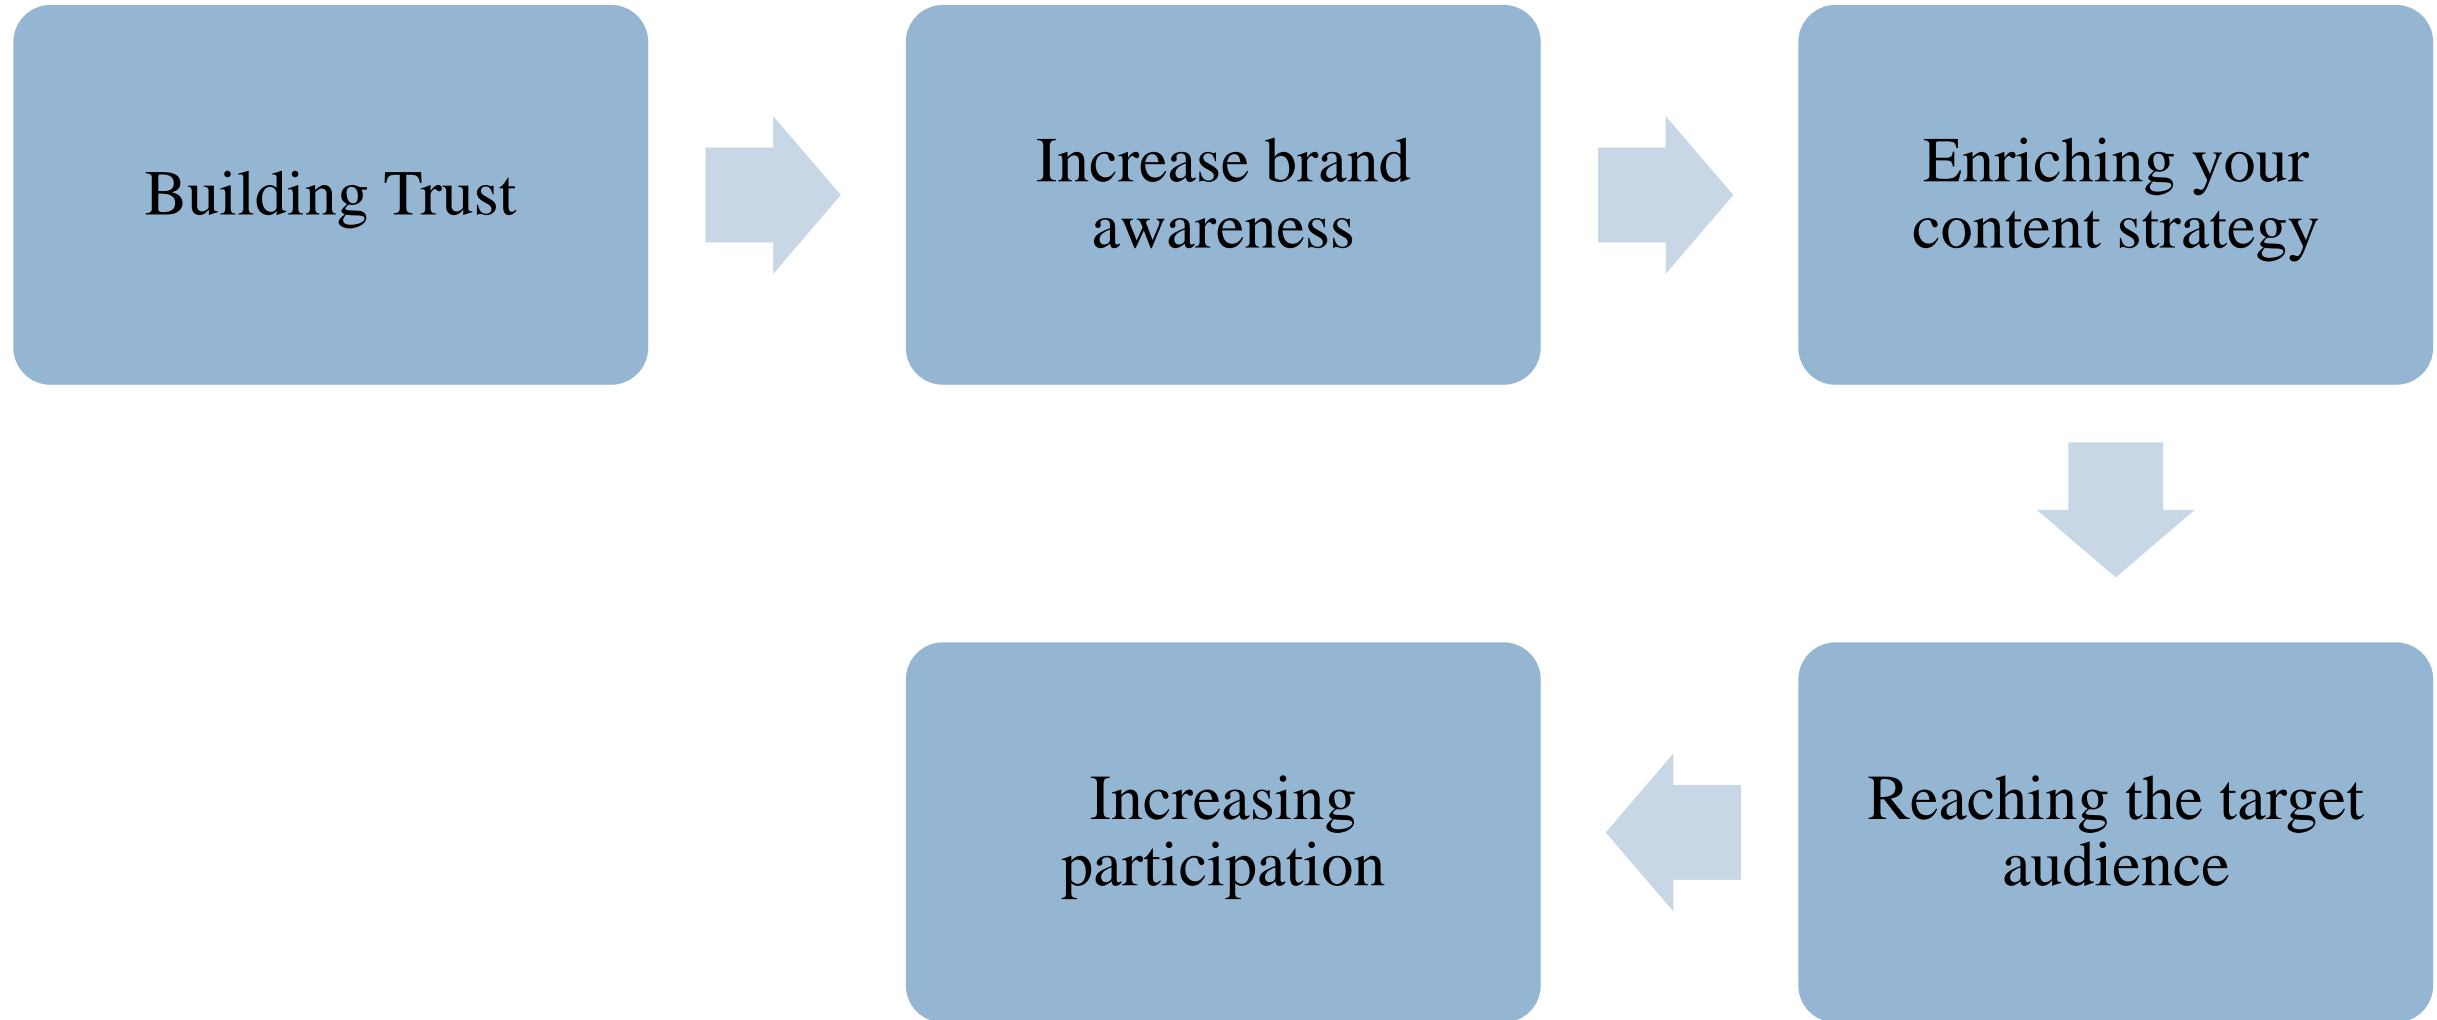 Building Trust
Increase brand
awareness
Enriching your
content strategy
Reaching the target
audience
Increasing
participation